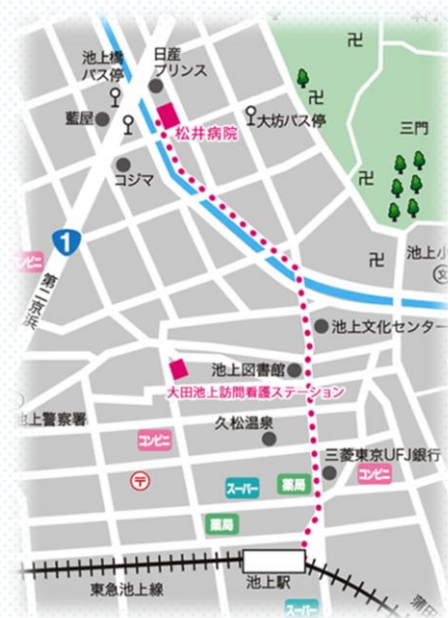 池上橋
バス停
日産
プリンス
藍屋
松井病院
大坊バス停
三門
コジマ
1
第二京浜
コンビニ
池上小
文
池上文化センター
池上図書館
大田池上訪問看護ステーション
池上警察署
久松温泉
コンビニ
三菱東京UFJ銀行
コンビニ
〒
スーパー
薬局
薬局
池上駅
東急池上線
蒲田
スーパー